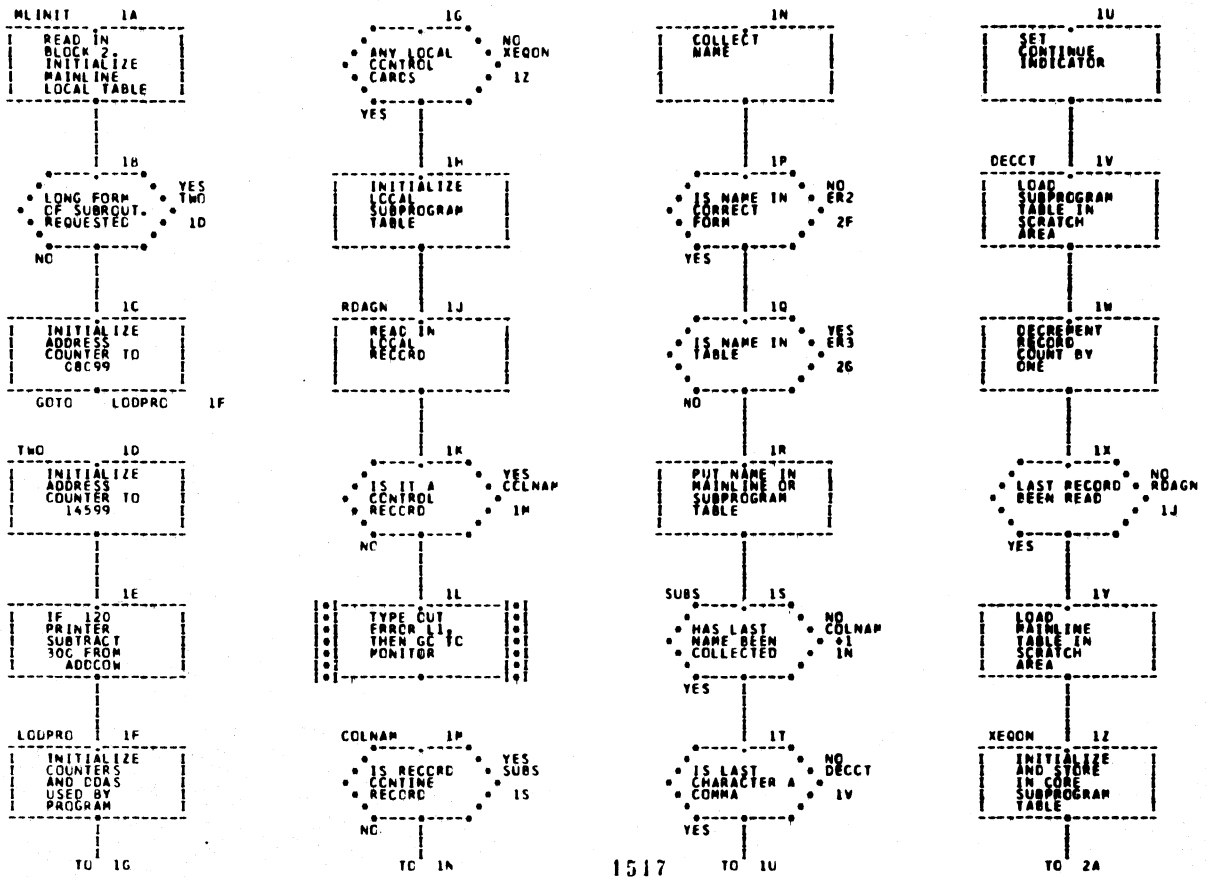 MLINIT 1A
READ IN
BLOCK 2.
INITIALIZE
MAINLINE
LOCAL TABLE
1B
LONG FORM
OF SUBROUT.
REQUESTED
YES
TWO
1D
NO
1C
INITIALIZE
ADDRESS
COUNTER TO
08C99
GOTO LODPRO 1F
TWO 1D
INITIALIZE
ADDRESS
COUNTER TO
14599
1E
IF 120
PRINTER
SUBTRACT
300 FROM
ADDCOW
LODPRO 1F
INITIALIZE
COUNTERS
AND DDAS
USED BY
PROGRAM
TO 1G
1G
ANY LOCAL
CONTROL
CARDS
NO
XEQON
1Z
YES
1H
INITIALIZE
LOCAL
SUBPROGRAM
TABLE
RDAGN 1J
READ IN
LOCAL
RECORD
1K
IS IT A
CONTROL
RECORD
YES
COLNAM
1M
NO
1L
TYPE OUT
ERROR L1.
THEN GO TO
MONITOR
COLNAM 1M
IS RECORD
CONTINE
RECORD
YES
SUBS
1S
NO
TO 1N
1N
COLLECT
NAME
1P
IS NAME IN
CORRECT
FORM
NO
ER2
2F
YES
1Q
IS NAME IN
TABLE
YES
ER3
2G
NO
1R
PUT NAME IN
MAINLINE OR
SUBPROGRAM
TABLE
SUBS 1S
HAS LAST
NAME BEEN
COLLECTED
NO
COLNAM
+1
1N
YES
1T
IS LAST
CHARACTER A
COMMA
NO
DECCT
1V
YES
TO 1U
1U
SET
CONTINUE
INDICATOR
DECCT 1V
LOAD
SUBPROGRAM
TABLE IN
SCRATCH
AREA
1W
DECREMENT
RECORD
COUNT BY
ONE
1X
LAST RECORD
BEEN READ
NO
RDAGN
1J
YES
1Y
LOAD
MAINLINE
TABLE IN
SCRATCH
AREA
XEQON 1Z
INITIALIZE
AND STORE
IN CORE
SUBPROGRAM
TABLE
TO 2A
1517